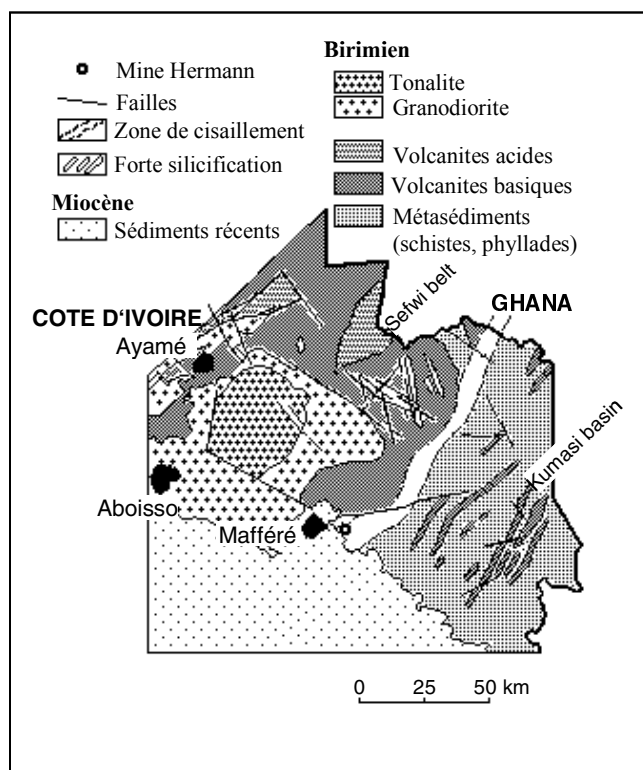 Mine Hermann
Failles
Zone de cisaillement
Forte silicification
Miocène
Sédiments récents
Birimien
Tonalite
Granodiorite
Volcanites acides
Volcanites basiques
Métasédiments
(schistes, phyllades)
COTE D'IVOIRE
Ayamé
Sefwi belt
GHANA
Kumasi basin
Aboisso
Mafféré
0 25 50 km